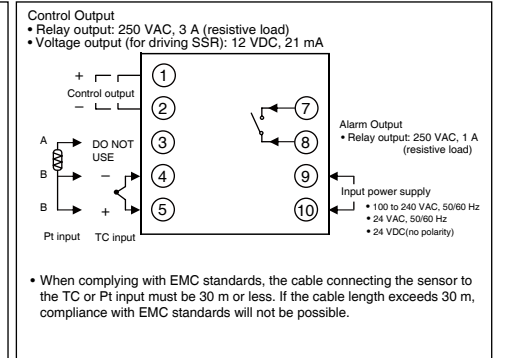 Control Output
• Relay output: 250 VAC, 3 A (resistive load)
• Voltage output (for driving SSR): 12 VDC, 21 mA
+
Control output
−
1
2
3
4
5
7
8
9
10
A
B
B
DO NOT
USE
−
+
Pt input
TC input
Alarm Output
• Relay output: 250 VAC, 1 A
(resistive load)
Input power supply
• 100 to 240 VAC, 50/60 Hz
• 24 VAC, 50/60 Hz
• 24 VDC(no polarity)
• When complying with EMC standards, the cable connecting the sensor to
the TC or Pt input must be 30 m or less. If the cable length exceeds 30 m,
compliance with EMC standards will not be possible.